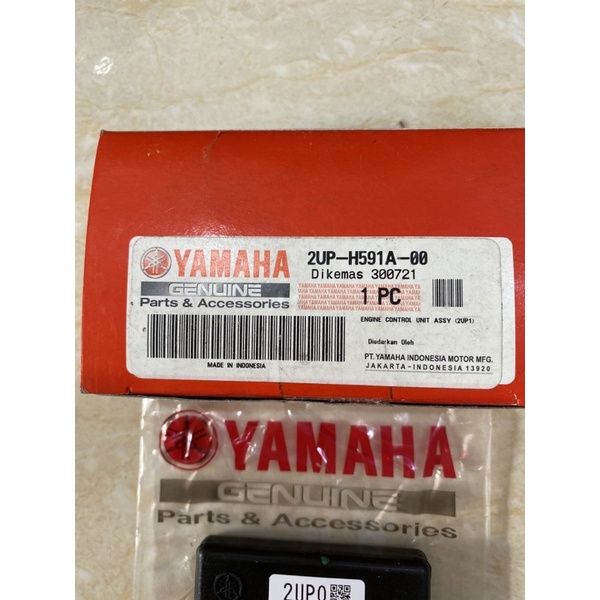 YAMAHA
GENUINE
Parts & Accessories
MADE IN INDONESIA
2UP-H591A-00
Dikemas 300721
1 PC
ENGINE CONTROL UNIT ASSY (2UP1)
Diedarkan Oleh
PT. YAMAHA INDONESIA MOTOR MFG.
JAKARTA-INDONESIA 13920
YAMAHA
GENUINE
Parts & Accessories
2UP0